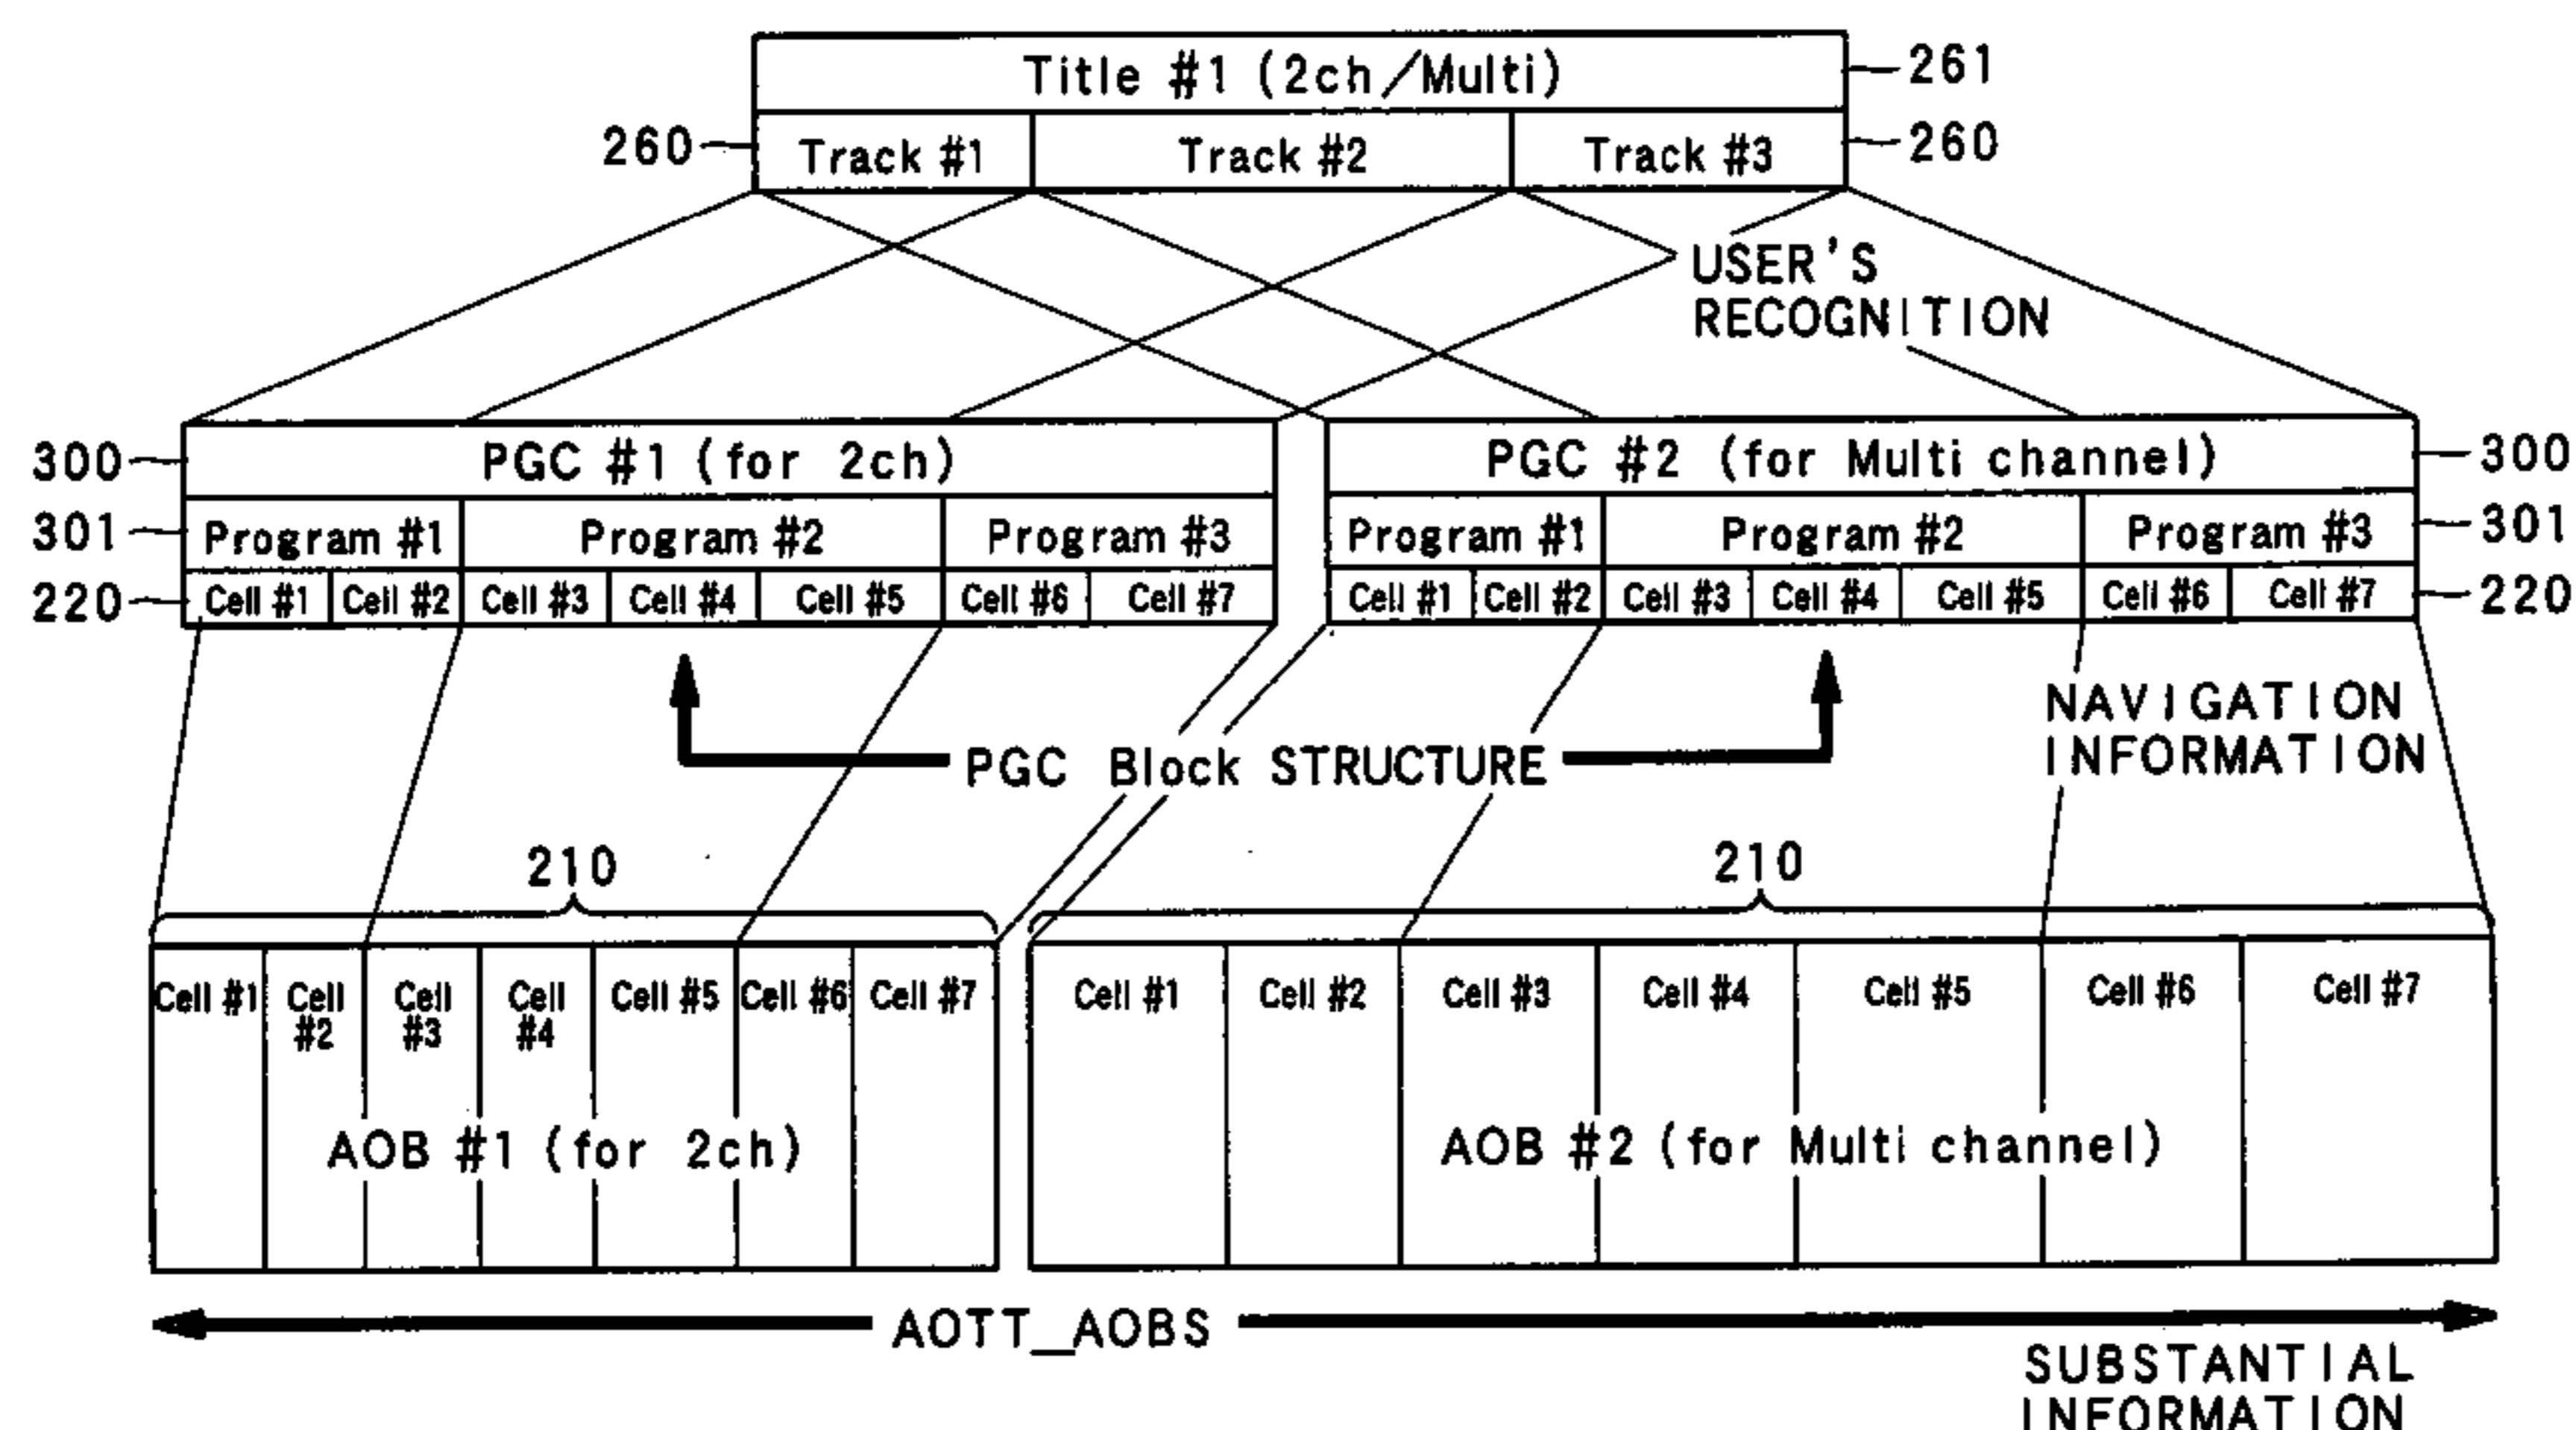 Title #1 (2ch/Multi)
261
260
Track #1
Track #2
Track #3
260
USER'S
RECOGNITION
300
PGC #1 (for 2ch)
PGC #2 (for Multi channel)
300
301
Program #1
Program #2
Program #3
Program #1
Program #2
Program #3
301
220
Cell #1
Cell #2
Cell #3
Cell #4
Cell #5
Cell #6
Cell #7
Cell #1
Cell #2
Cell #3
Cell #4
Cell #5
Cell #6
Cell #7
220
NAVIGATION
INFORMATION
PGC Block STRUCTURE
210
210
Cell #1
Cell
#2
Cell
#3
Cell
#4
Cell #5
Cell #6
Cell #7
Cell #1
Cell #2
Cell #3
Cell #4
Cell #5
Cell #6
Cell #7
AOB #1 (for 2ch)
AOB #2 (for Multi channel)
AOTT_AOBS
SUBSTANTIAL
INFORMATION